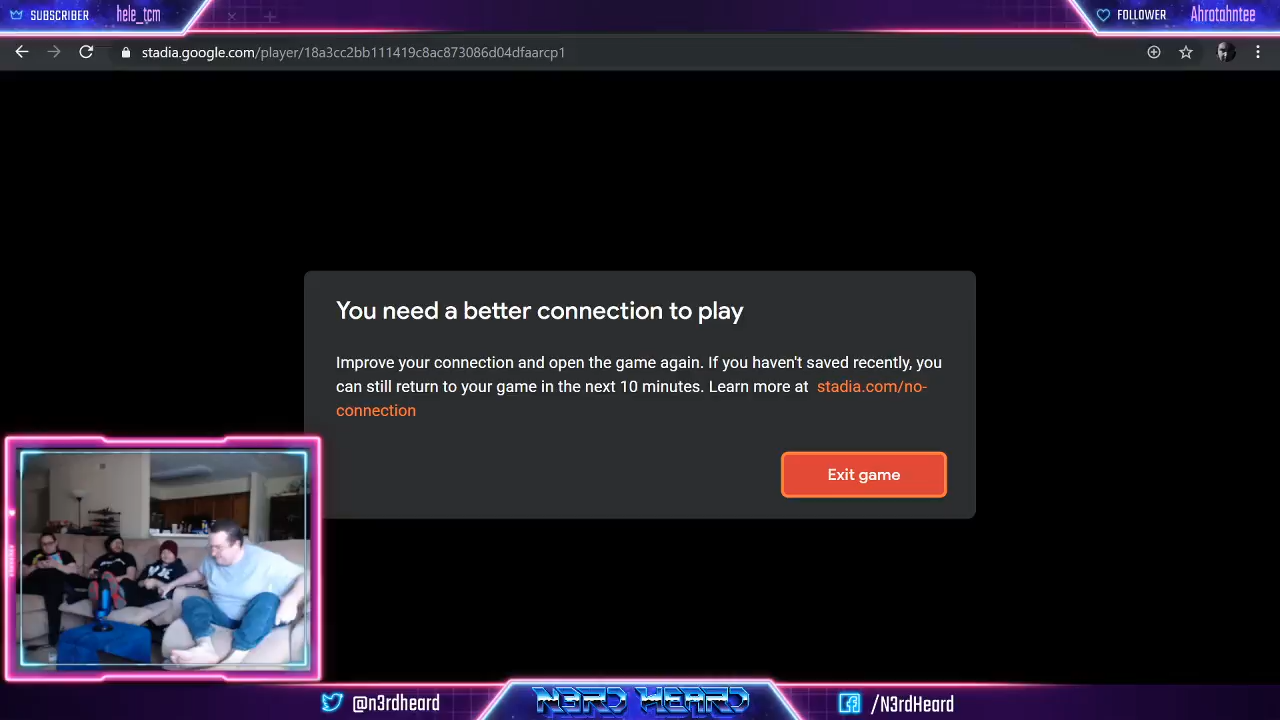 SUBSCRIBER hele_tcm
FOLLOWER Ahrotahntee
stadia.google.com/player/18a3cc2bb111419c8ac873086d04dfaarcp1
You need a better connection to play
Improve your connection and open the game again. If you haven't saved recently, you
can still return to your game in the next 10 minutes. Learn more at stadia.com/no-
connection
Exit game
@n3rdheard
N3RD HEARD
/N3rdHeard